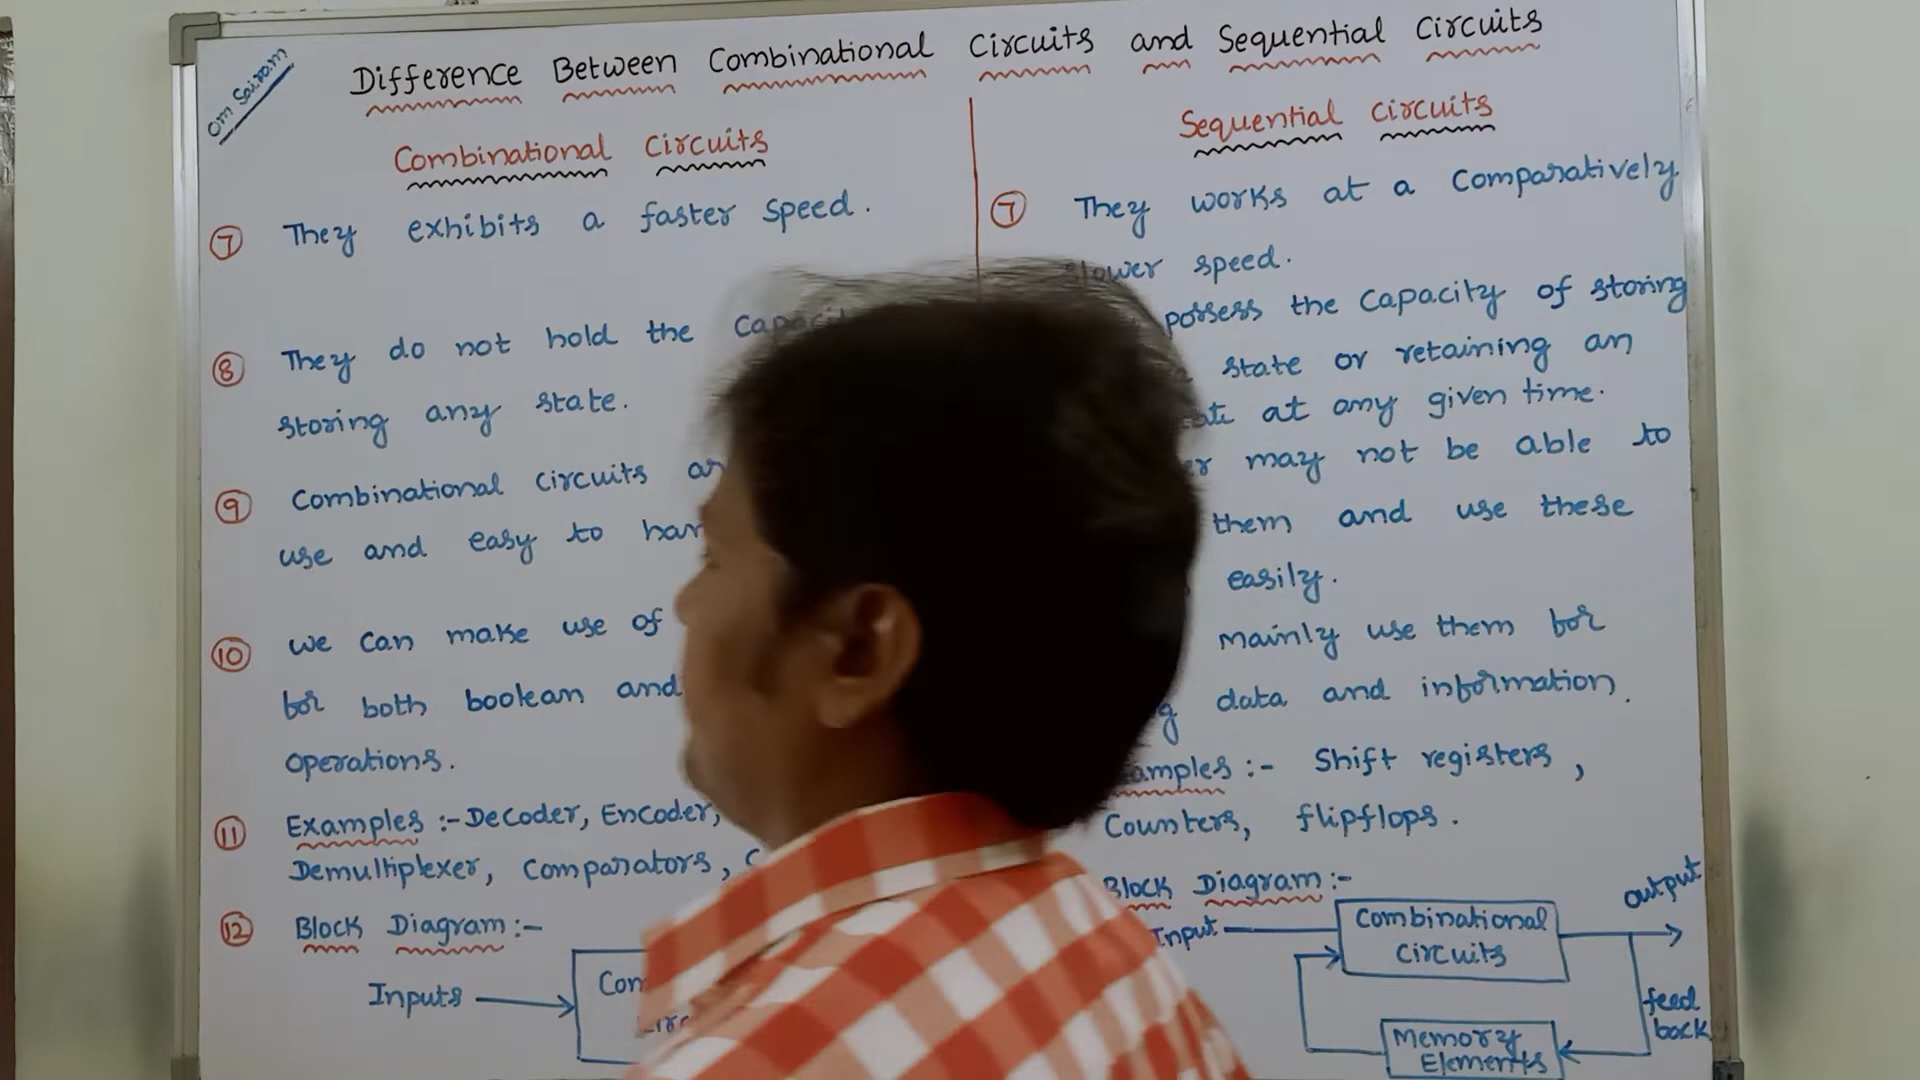 Om Sairam
Difference Between Combinational Circuits and Sequential Circuits
Combinational Circuits
7 They exhibits a faster speed.
8 They do not hold the
storing any state.
9 Combinational circuits
use and easy to
10 we can make use of
for both boolean and
operations.
11 Examples :- Decoder, Encoder,
Demultiplexer, Comparators,
12 Block Diagram :-
Inputs
Sequential Circuits
7 They works at a Comparatively
slower speed.
possess the Capacity of storing
state or retaining an
at any given time.
may not be able to
them and use these
easily.
mainly use them for
data and information.
Examples :- Shift registers,
Counters, flipflops.
Block Diagram :-
Input
Combinational
Circuits
output
feed
back
Memory
Elements